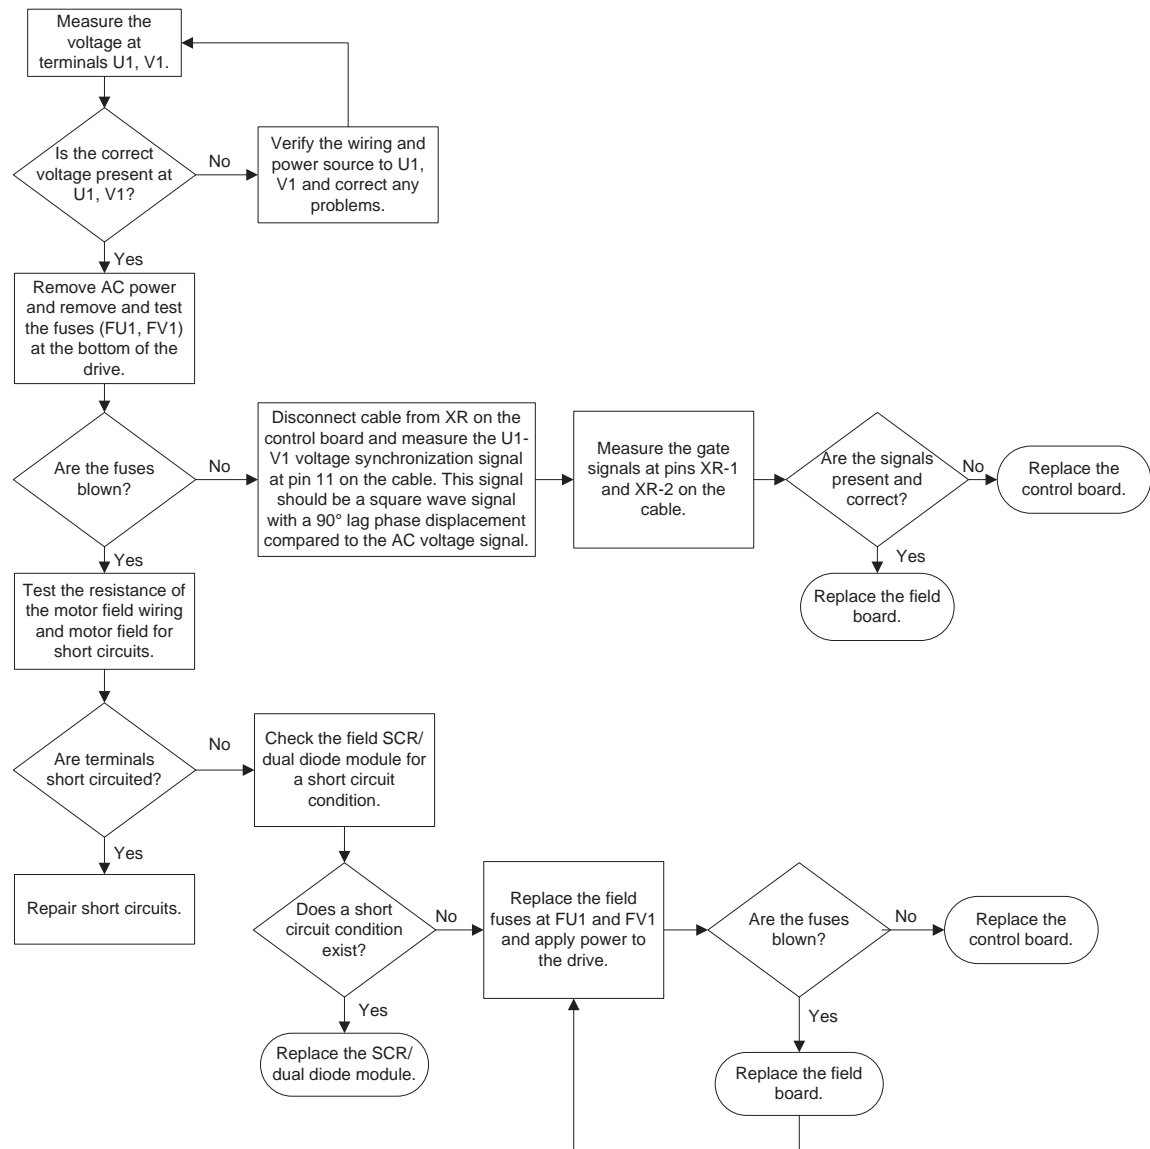 Measure the
voltage at
terminals U1, V1.
Is the correct
voltage present at
U1, V1?
No
Verify the wiring and
power source to U1,
V1 and correct any
problems.
Yes
Remove AC power
and remove and test
the fuses (FU1, FV1)
at the bottom of the
drive.
Are the fuses
blown?
No
Disconnect cable from XR on the
control board and measure the U1-
V1 voltage synchronization signal
at pin 11 on the cable. This signal
should be a square wave signal
with a 90° lag phase displacement
compared to the AC voltage signal.
Measure the gate
signals at pins XR-1
and XR-2 on the
cable.
Are the signals
present and
correct?
No
Replace the
control board.
Yes
Replace the field
board.
Yes
Test the resistance of
the motor field wiring
and motor field for
short circuits.
Are terminals
short circuited?
No
Check the field SCR/
dual diode module for
a short circuit
condition.
Yes
Repair short circuits.
Does a short
circuit condition
exist?
No
Replace the field
fuses at FU1 and FV1
and apply power to
the drive.
Are the fuses
blown?
No
Replace the
control board.
Yes
Replace the SCR/
dual diode module.
Yes
Replace the field
board.